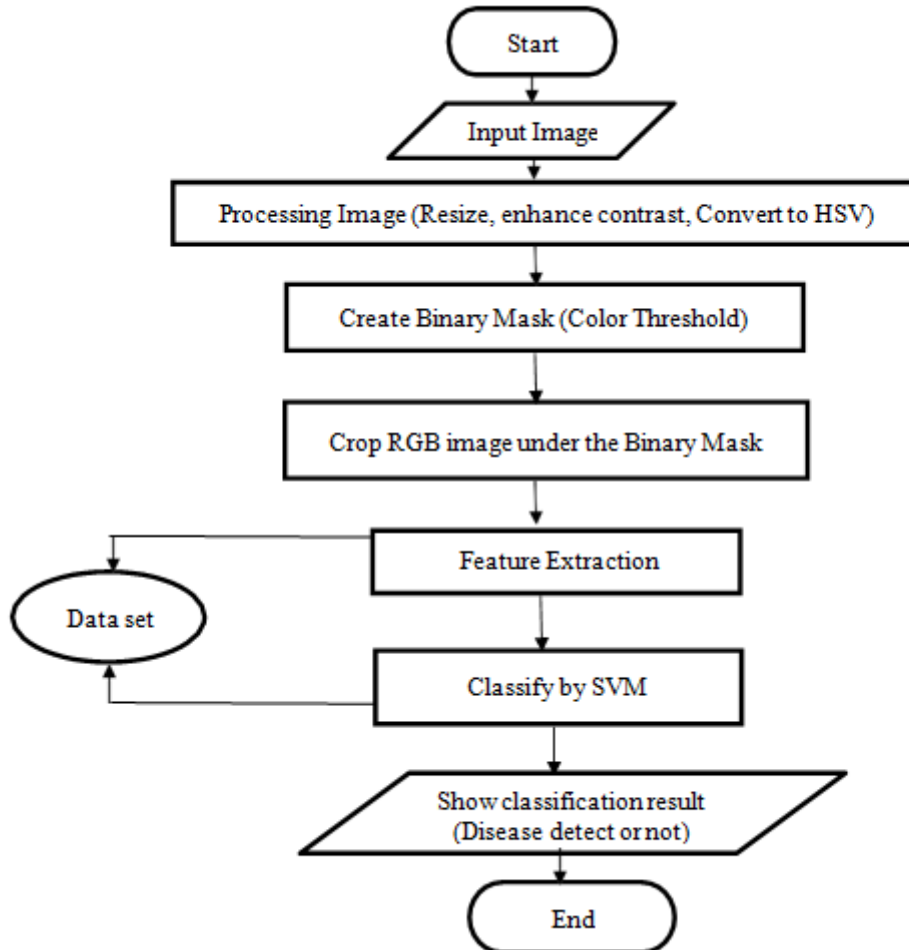 Start
Input Image
Processing Image (Resize, enhance contrast, Convert to HSV)
Create Binary Mask (Color Threshold)
Crop RGB image under the Binary Mask
Feature Extraction
Data set
Classify by SVM
Show classification result
(Disease detect or not)
End